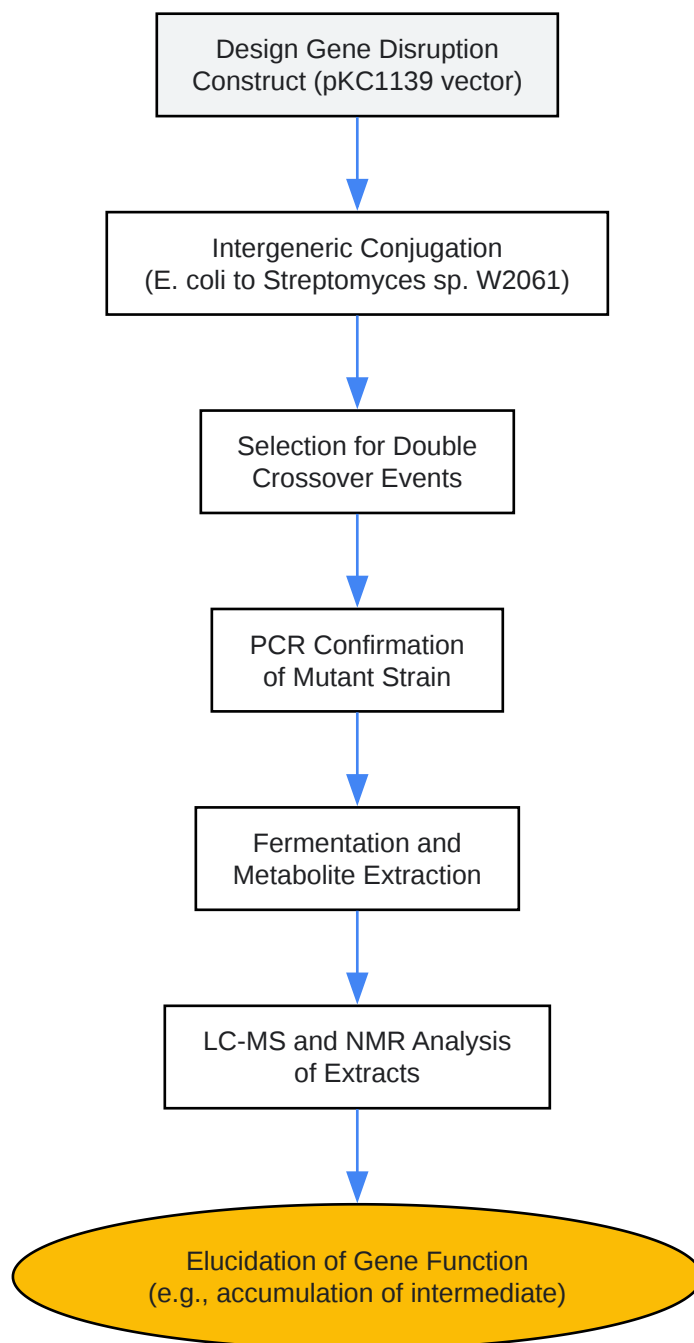 Design Gene Disruption
Construct (pKC1139 vector)
Intergeneric Conjugation
(E. coli to Streptomyces sp. W2061)
Selection for Double
Crossover Events
PCR Confirmation
of Mutant Strain
Fermentation and
Metabolite Extraction
LC-MS and NMR Analysis
of Extracts
Elucidation of Gene Function
(e.g., accumulation of intermediate)